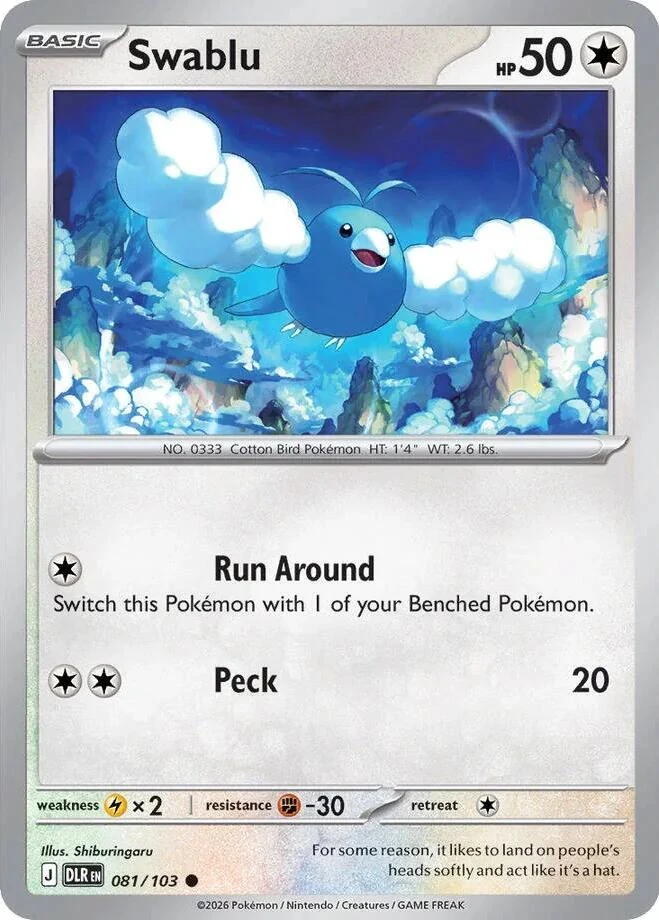 BASIC
Swablu
HP 50
NO. 0333 Cotton Bird Pokémon HT: 1'4" WT: 2.6 lbs.
Run Around
Switch this Pokémon with 1 of your Benched Pokémon.
Peck 20
weakness ×2 resistance -30 retreat
Illus. Shiburingaru
For some reason, it likes to land on people's
heads softly and act like it's a hat.
J DLR EN 081/103
©2026 Pokémon / Nintendo / Creatures / GAME FREAK